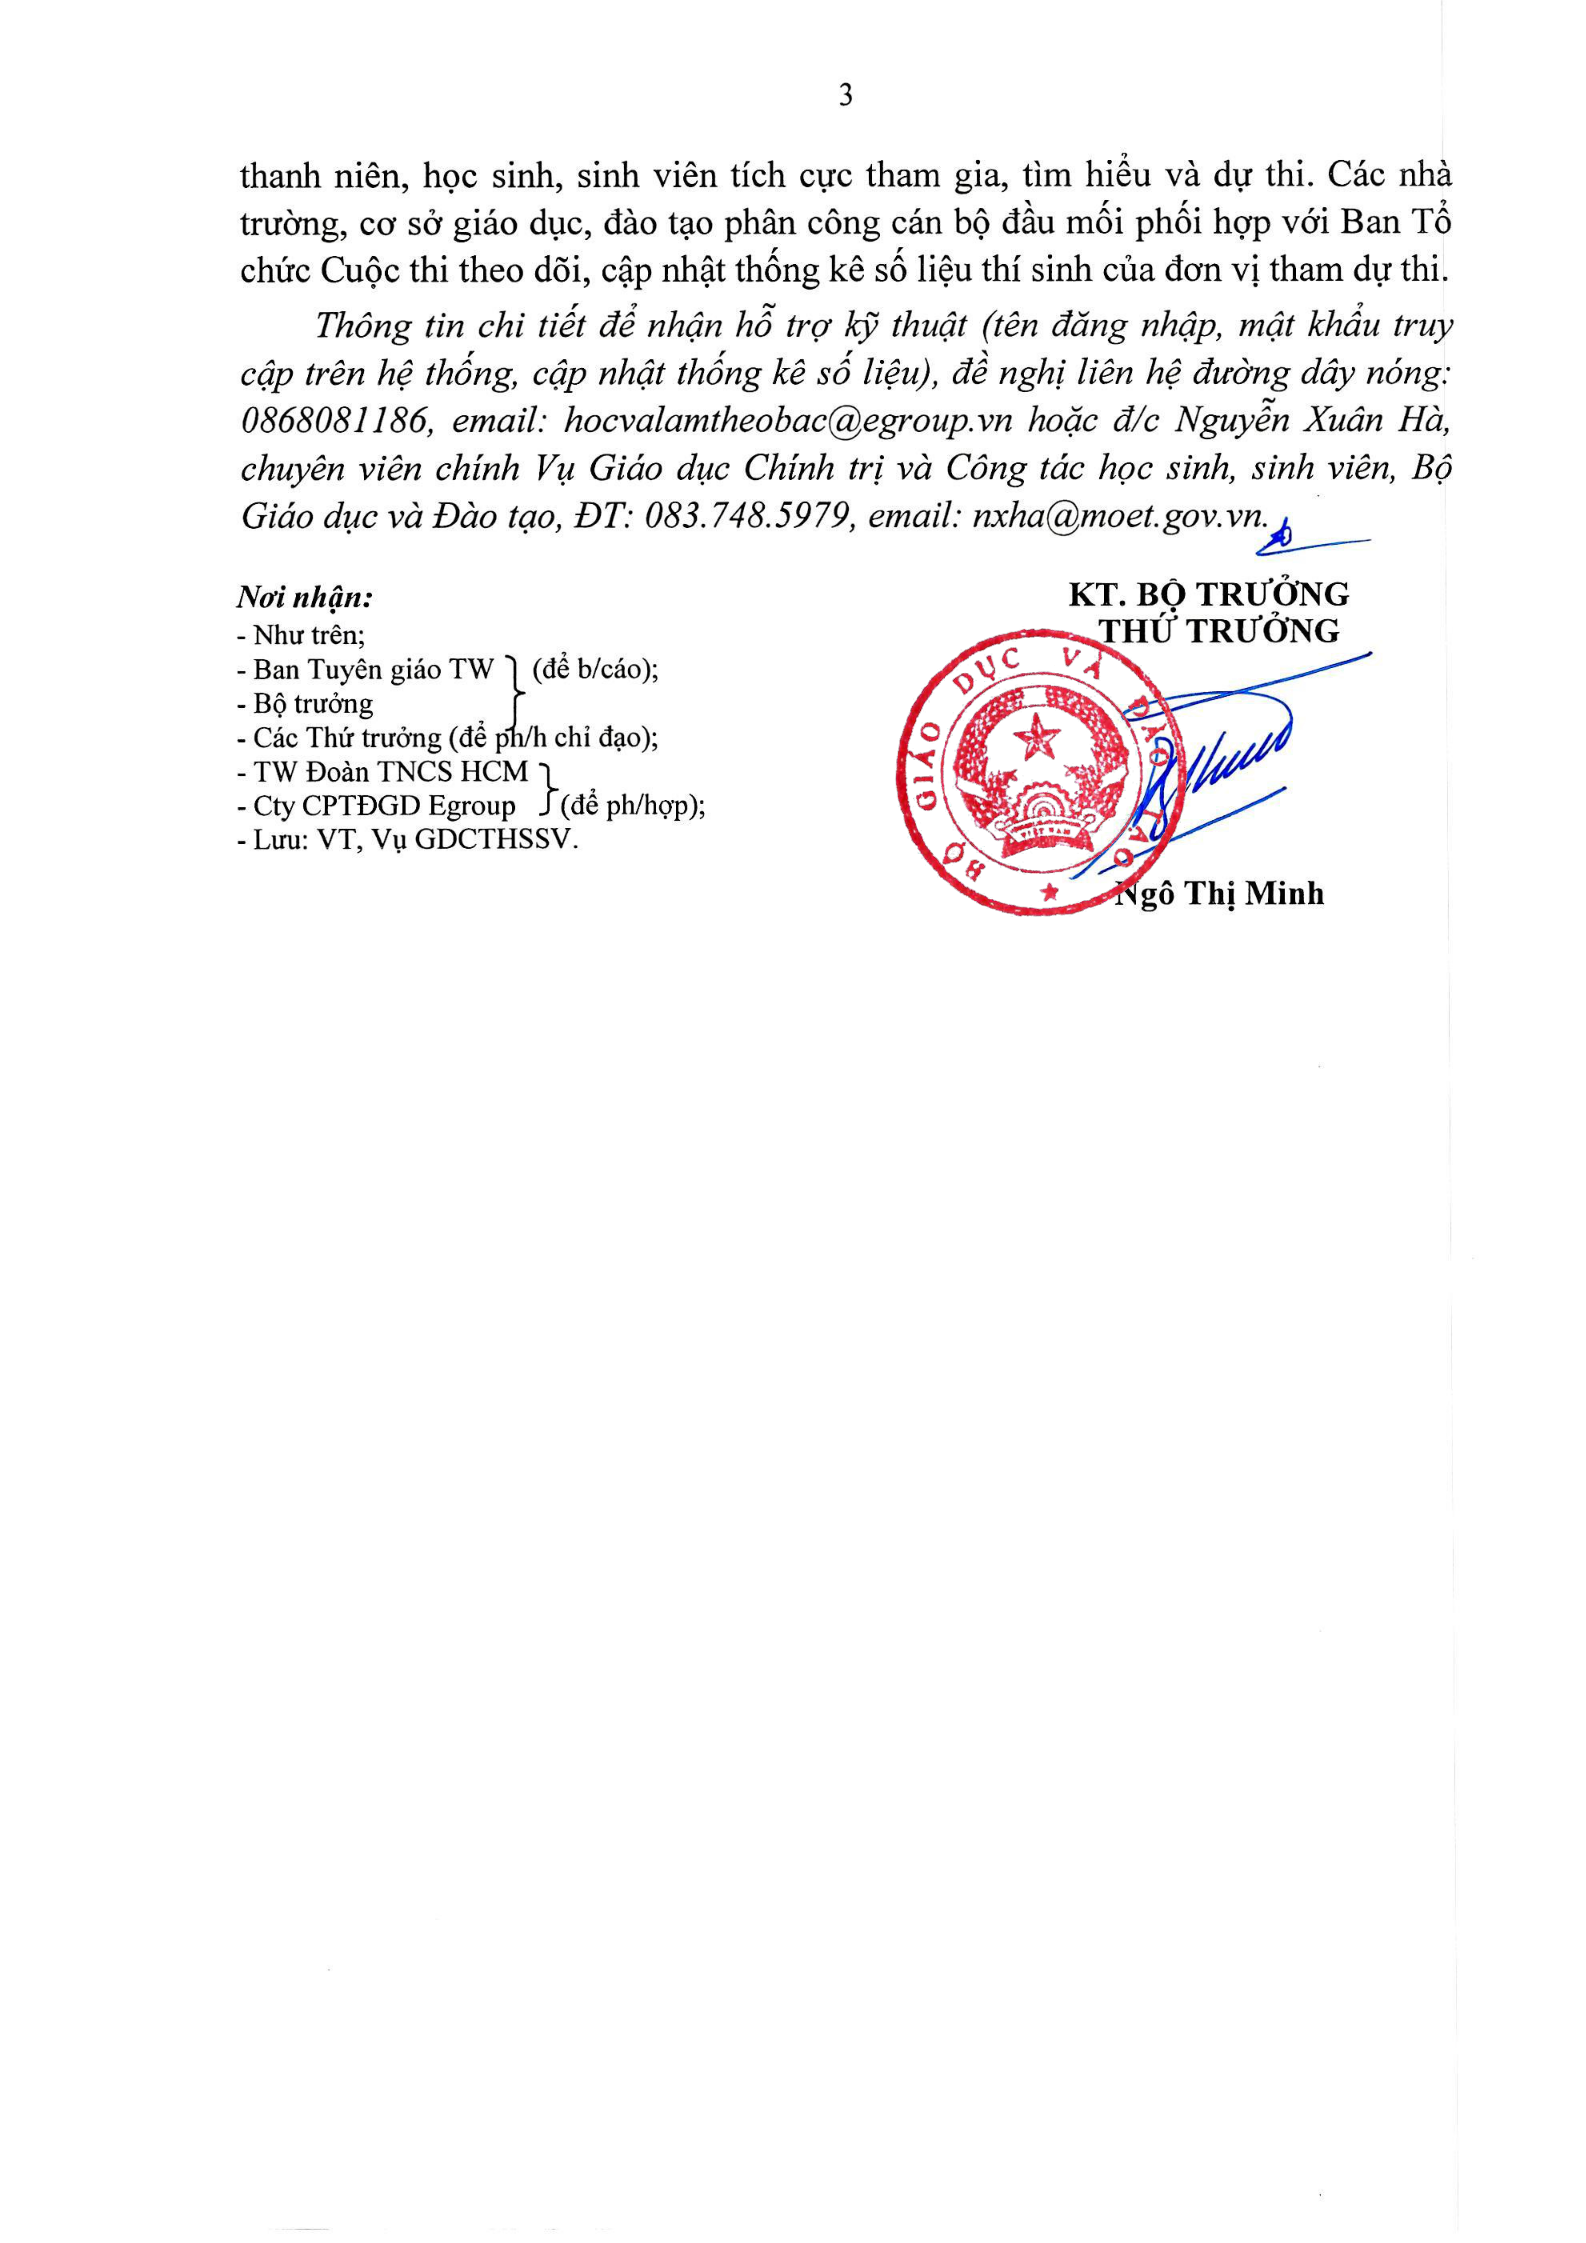 3
thanh niên, học sinh, sinh viên tích cực tham gia, tìm hiểu và dự thi. Các nhà
trường, cơ sở giáo dục, đào tạo phân công cán bộ đầu mối phối hợp với Ban Tổ
chức Cuộc thi theo dõi, cập nhật thống kê số liệu thí sinh của đơn vị tham dự thi.
Thông tin chi tiết để nhận hỗ trợ kỹ thuật (tên đăng nhập, mật khẩu truy
cập trên hệ thống, cập nhật thống kê số liệu), đề nghị liên hệ đường dây nóng:
0868081186, email: hocvalamtheobac@egroup.vn hoặc đ/c Nguyễn Xuân Hà,
chuyên viên chính Vụ Giáo dục Chính trị và Công tác học sinh, sinh viên, Bộ
Giáo dục và Đào tạo, ĐT: 083.748.5979, email: nxha@moet.gov.vn.
Nơi nhận:
- Như trên;
- Ban Tuyên giáo TW (để b/cáo);
- Bộ trưởng
- Các Thứ trưởng (để ph/h chỉ đạo);
- TW Đoàn TNCS HCM
- Cty CPTĐGD Egroup (để ph/hợp);
- Lưu: VT, Vụ GDCTHSSV.
KT. BỘ TRƯỞNG
THỨ TRƯỞNG
BỘ GIÁO DỤC VÀ ĐÀO TẠO
VIỆT NAM
Ngô Thị Minh